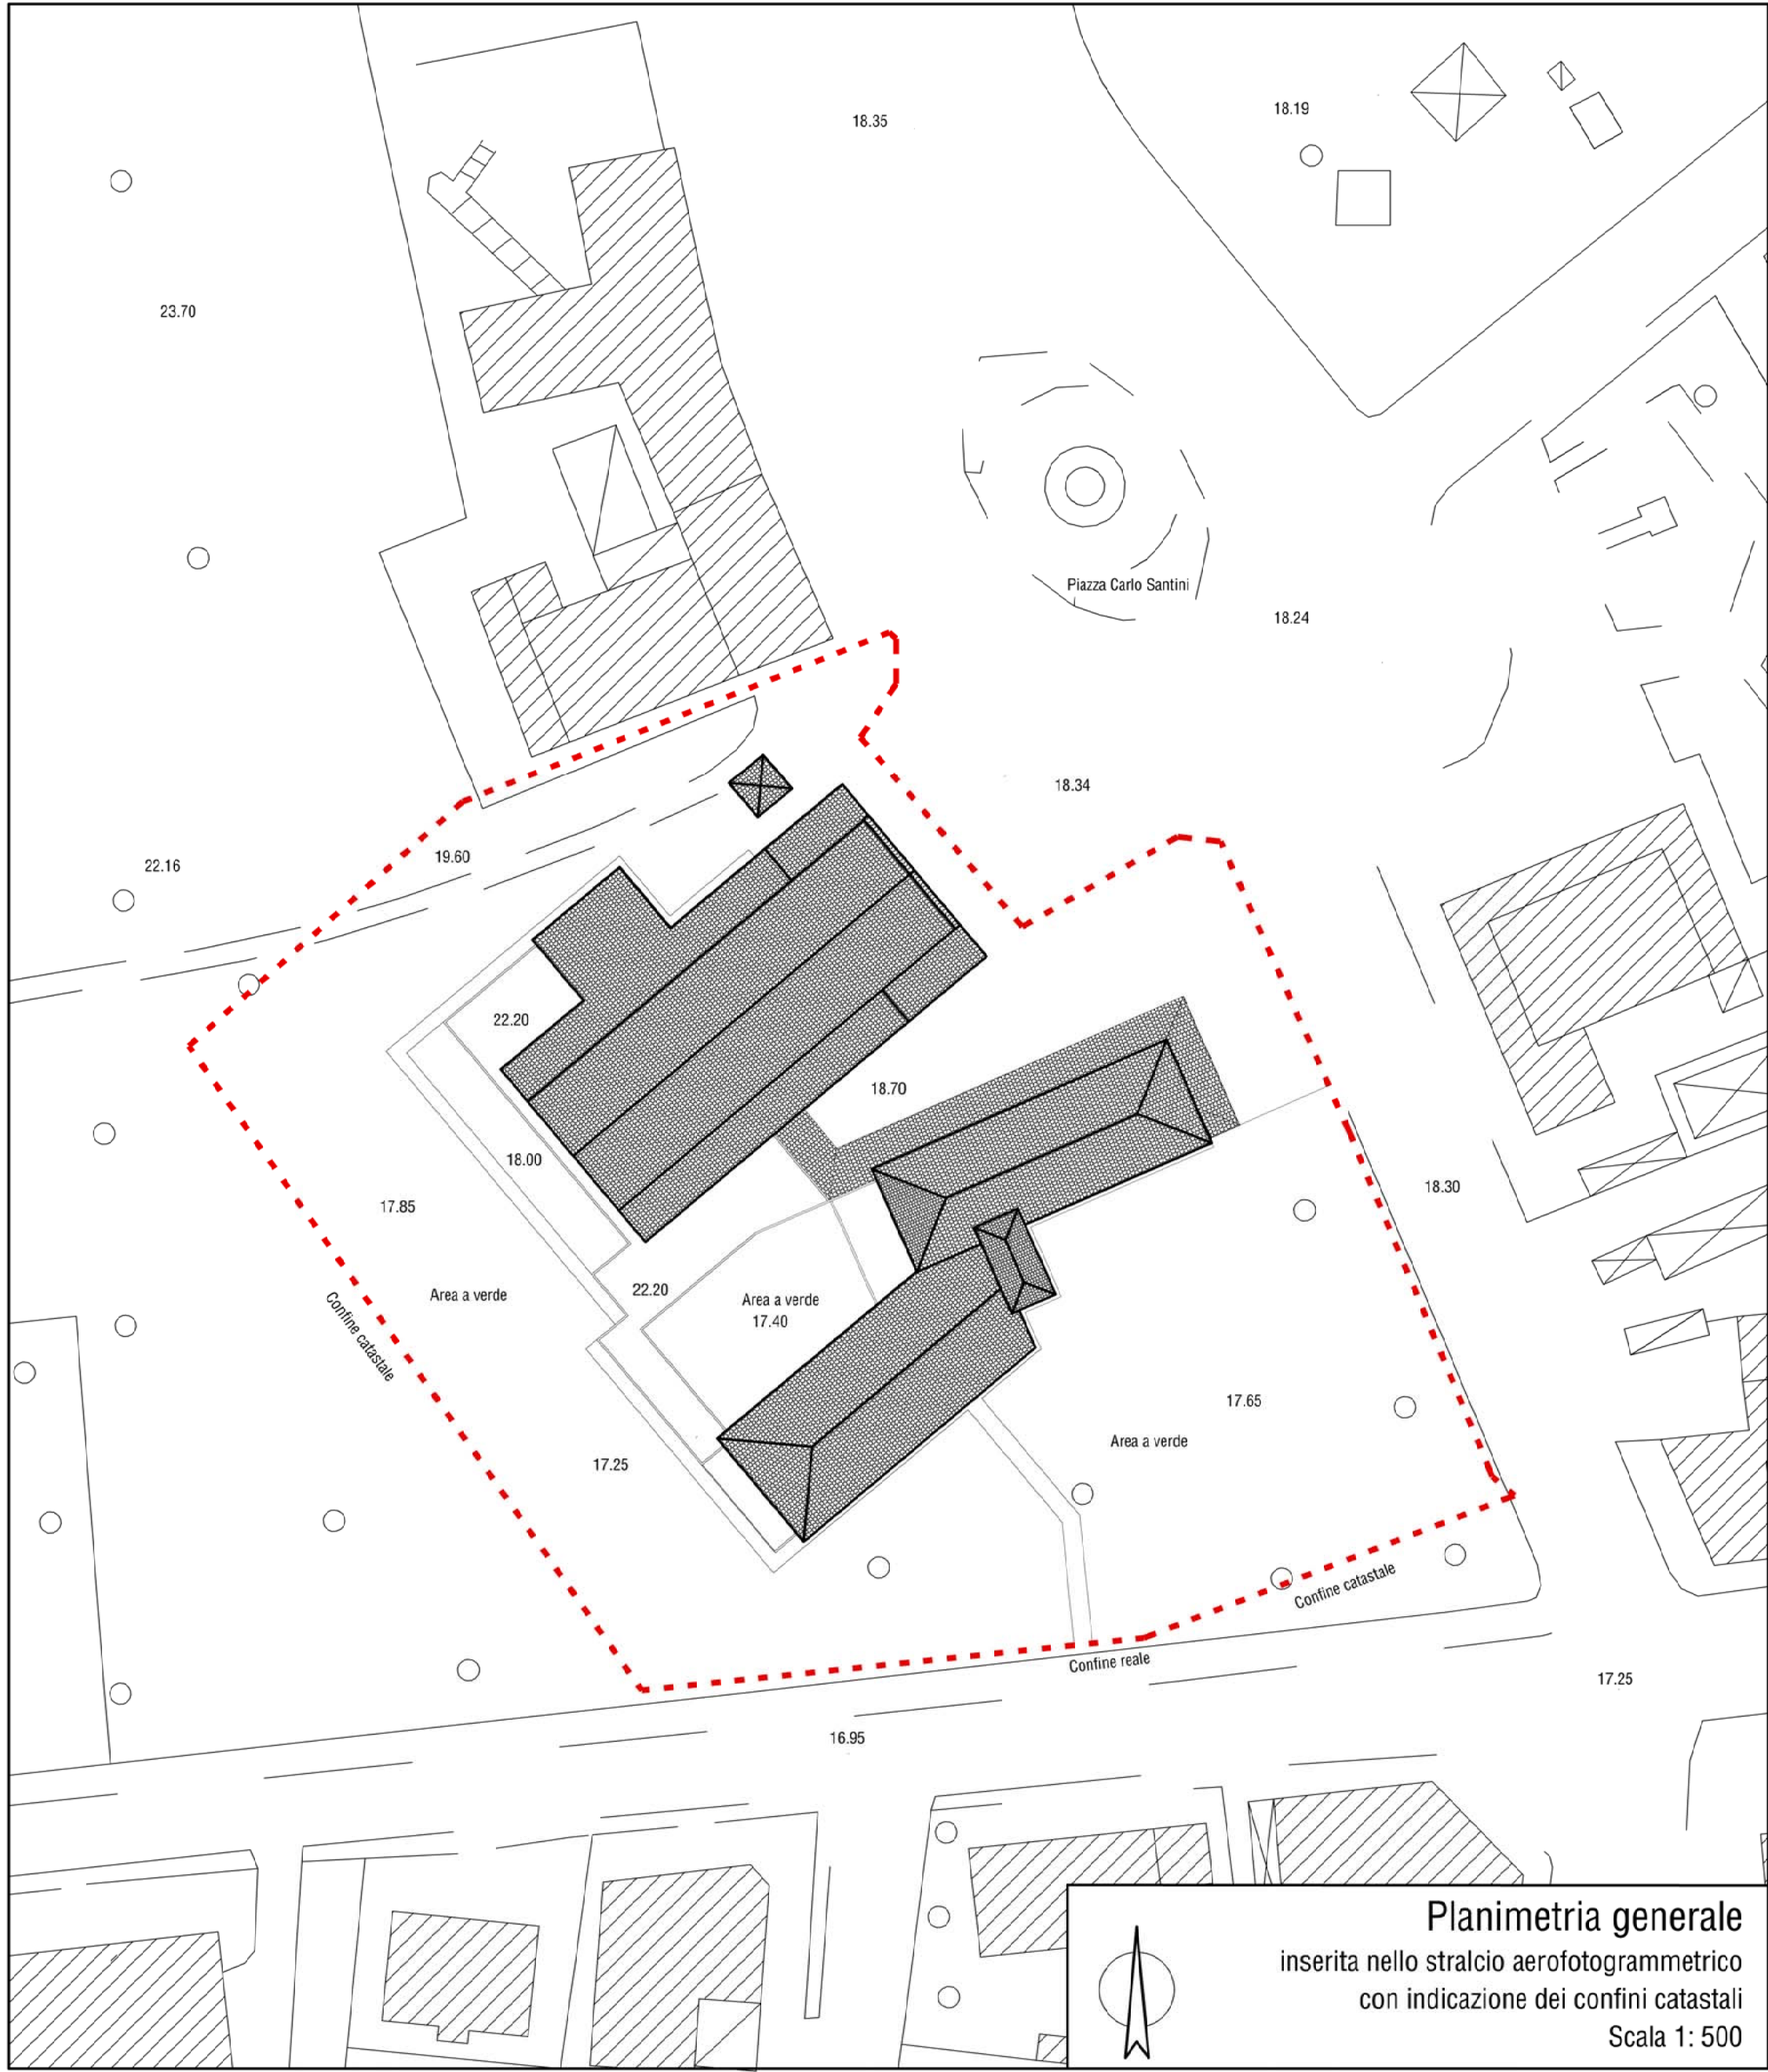 18.35
18.19
23.70
Piazza Carlo Santini
18.24
18.34
22.16
19.60
22.20
18.70
18.00
17.85
18.30
Area a verde
22.20
Area a verde
17.40
Confine catastale
17.65
Area a verde
17.25
Confine catastale
Confine reale
17.25
16.95
Planimetria generale
inserita nello stralcio aerofotogrammetrico
con indicazione dei confini catastali
Scala 1: 500